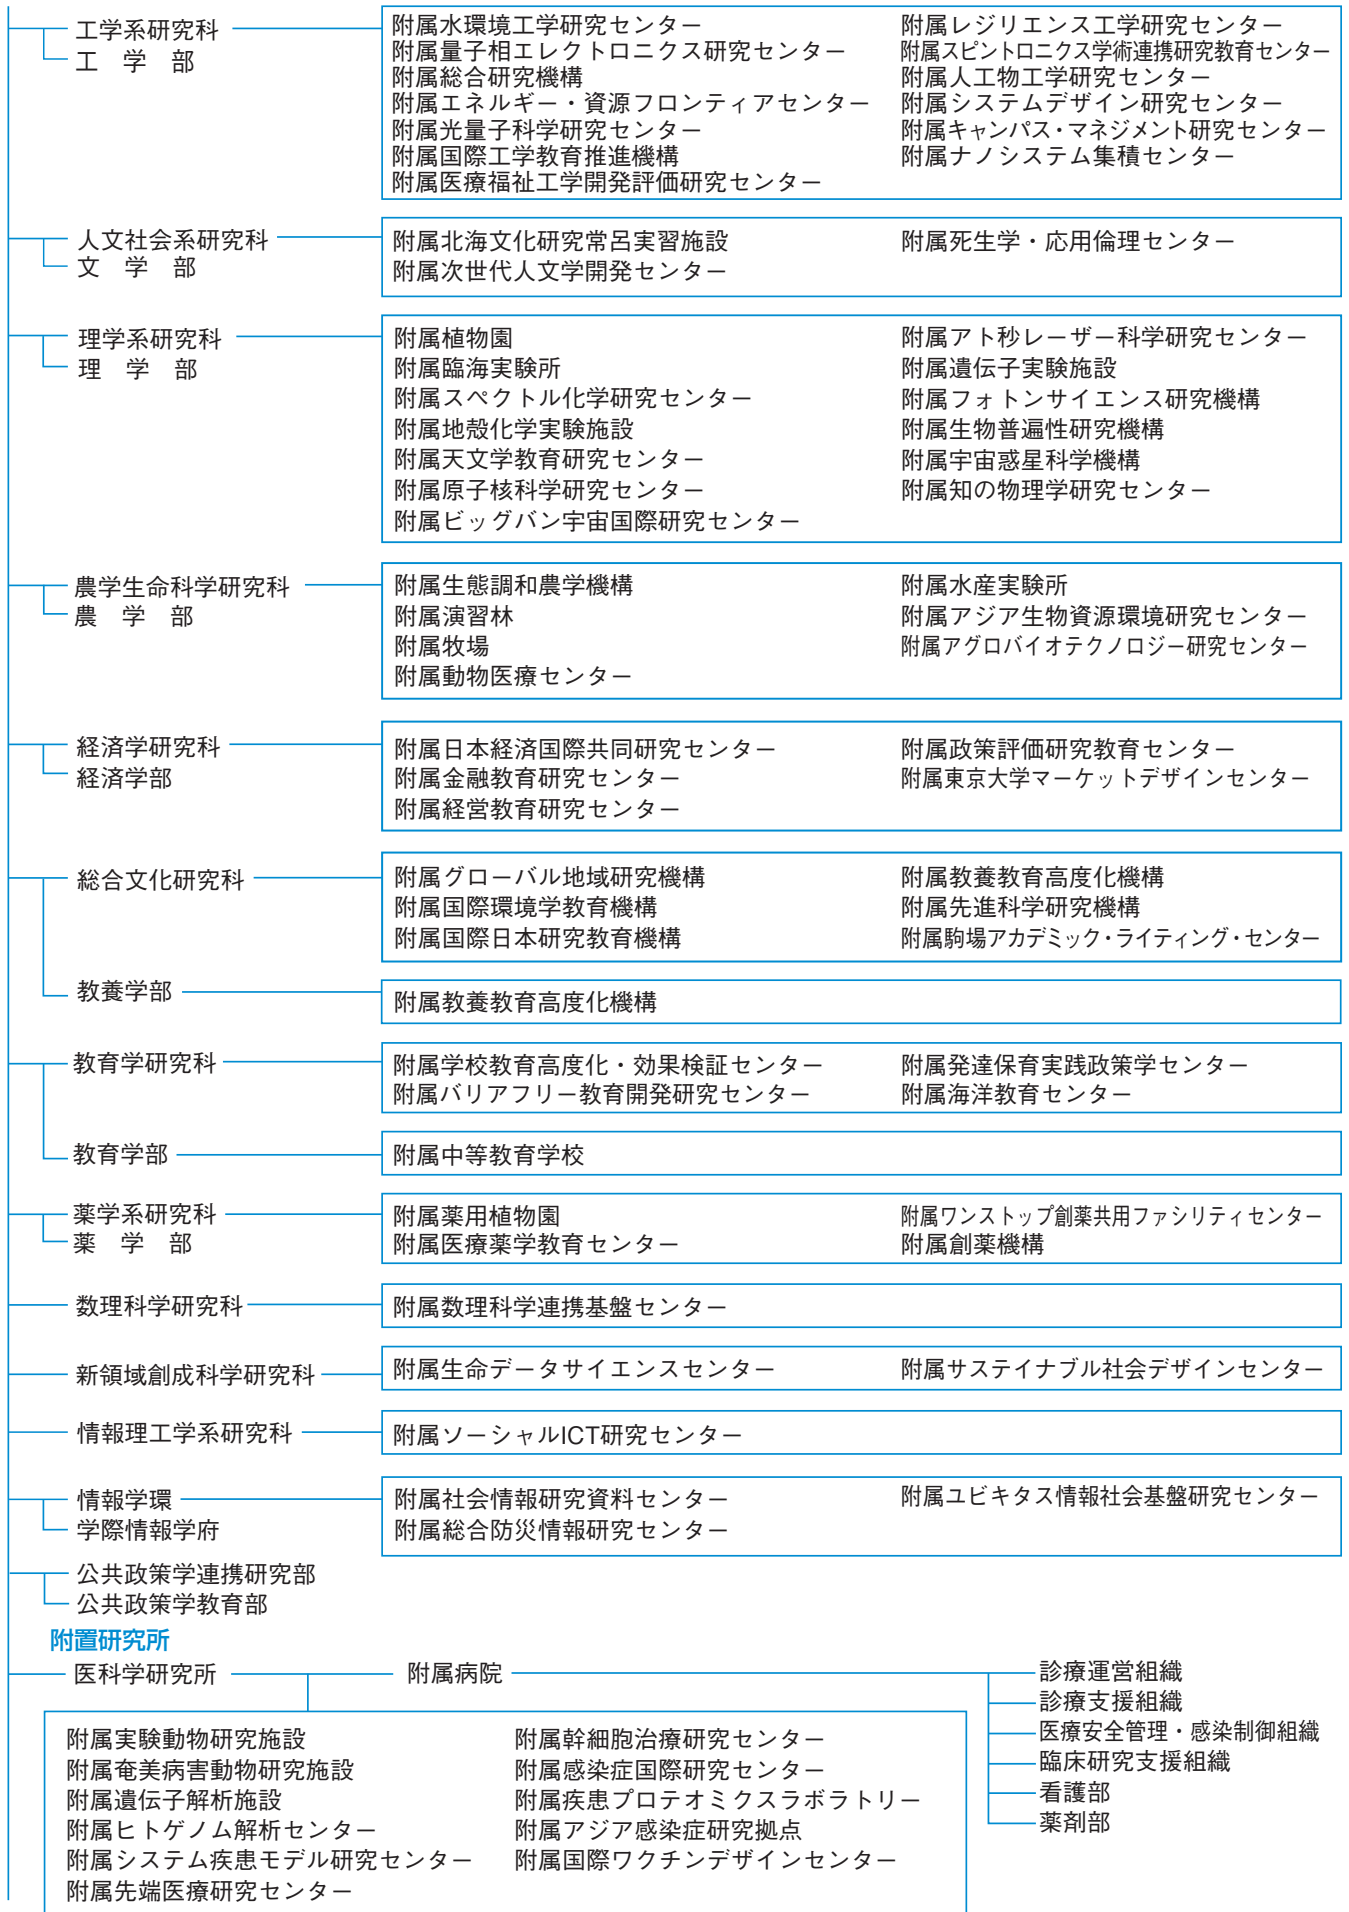 工学系研究科
工　学　部
附属水環境工学研究センター
附属量子相エレクトロニクス研究センター
附属総合研究機構
附属エネルギー・資源フロンティアセンター
附属光量子科学研究センター
附属国際工学教育推進機構
附属医療福祉工学開発評価研究センター
附属レジリエンス工学研究センター
附属スピントロニクス学術連携研究教育センター
附属人工物工学研究センター
附属システムデザイン研究センター
附属キャンパス・マネジメント研究センター
附属ナノシステム集積センター
人文社会系研究科
文　学　部
附属北海文化研究常呂実習施設
附属次世代人文学開発センター
附属死生学・応用倫理センター
理学系研究科
理　学　部
附属植物園
附属臨海実験所
附属スペクトル化学研究センター
附属地殻化学実験施設
附属天文学教育研究センター
附属原子核科学研究センター
附属ビッグバン宇宙国際研究センター
附属アト秒レーザー科学研究センター
附属遺伝子実験施設
附属フォトンサイエンス研究機構
附属生物普遍性研究機構
附属宇宙惑星科学機構
附属知の物理学研究センター
農学生命科学研究科
農　学　部
附属生態調和農学機構
附属演習林
附属牧場
附属動物医療センター
附属水産実験所
附属アジア生物資源環境研究センター
附属アグロバイオテクノロジー研究センター
経済学研究科
経済学部
附属日本経済国際共同研究センター
附属金融教育研究センター
附属経営教育研究センター
附属政策評価研究教育センター
附属東京大学マーケットデザインセンター
総合文化研究科
附属グローバル地域研究機構
附属国際環境学教育機構
附属国際日本研究教育機構
附属教養教育高度化機構
附属先進科学研究機構
附属駒場アカデミック・ライティング・センター
教養学部
附属教養教育高度化機構
教育学研究科
附属学校教育高度化・効果検証センター
附属バリアフリー教育開発研究センター
附属発達保育実践政策学センター
附属海洋教育センター
教育学部
附属中等教育学校
薬学系研究科
薬　学　部
附属薬用植物園
附属医療薬学教育センター
附属ワンストップ創薬共用ファシリティセンター
附属創薬機構
数理科学研究科
附属数理科学連携基盤センター
新領域創成科学研究科
附属生命データサイエンスセンター
附属サステイナブル社会デザインセンター
情報理工学系研究科
附属ソーシャルICT研究センター
情報学環
学際情報学府
附属社会情報研究資料センター
附属総合防災情報研究センター
附属ユビキタス情報社会基盤研究センター
公共政策学連携研究部
公共政策学教育部
附置研究所
医科学研究所
附属病院
診療運営組織
診療支援組織
医療安全管理・感染制御組織
臨床研究支援組織
看護部
薬剤部
附属実験動物研究施設
附属奄美病害動物研究施設
附属遺伝子解析施設
附属ヒトゲノム解析センター
附属システム疾患モデル研究センター
附属先端医療研究センター
附属幹細胞治療研究センター
附属感染症国際研究センター
附属疾患プロテオミクスラボラトリー
附属アジア感染症研究拠点
附属国際ワクチンデザインセンター